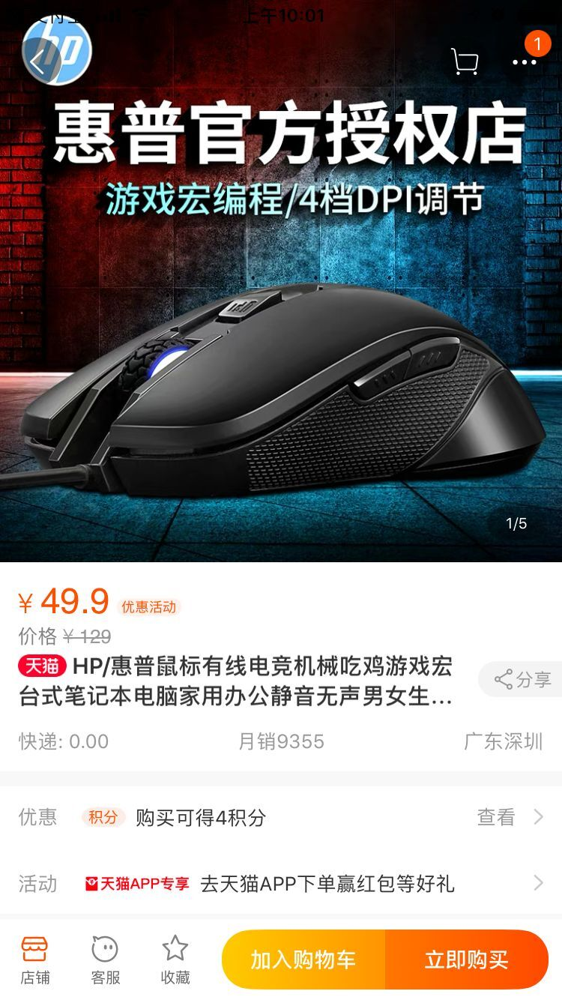 上午10:01
hp
1
惠普官方授权店
游戏宏编程/4档DPI调节
1/5
¥ 49.9 优惠活动
价格 ¥ 129
天猫 HP/惠普鼠标有线电竞机械吃鸡游戏宏
台式笔记本电脑家用办公静音无声男女生...
分享
快递: 0.00 月销9355 广东深圳
优惠 积分 购买可得4积分 查看
活动 天猫APP专享 去天猫APP下单赢红包等好礼
店铺 客服 收藏 加入购物车 立即购买